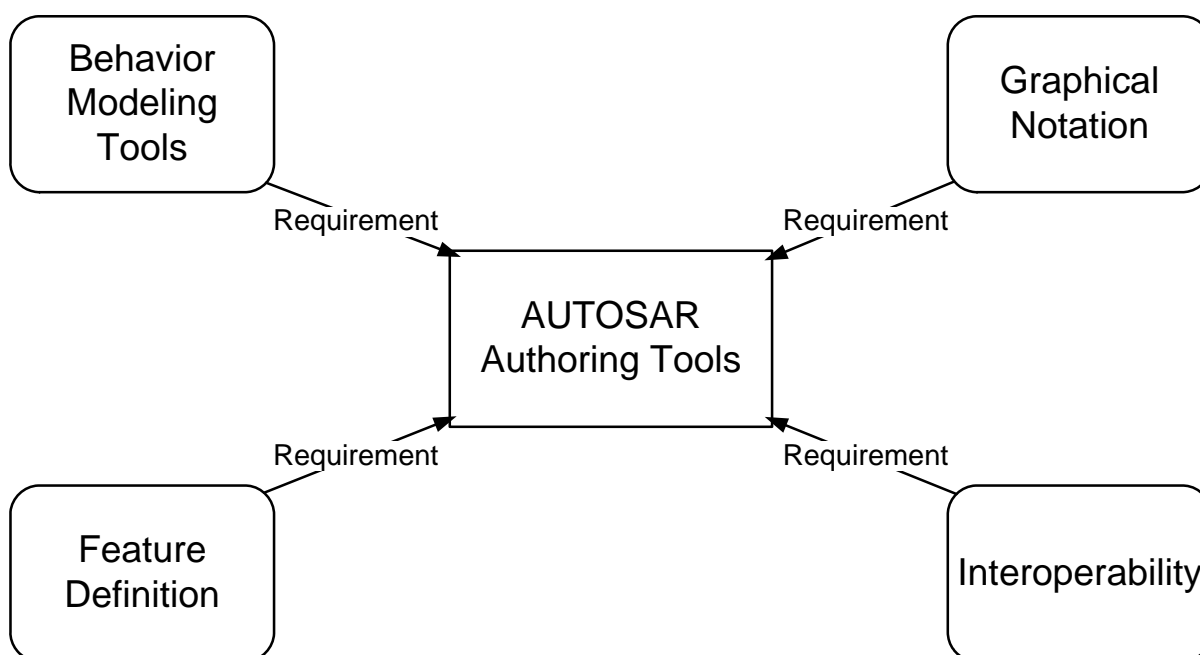 Behavior
Modeling
Tools
Graphical
Notation
Requirement
Requirement
AUTOSAR
Authoring Tools
Requirement
Requirement
Feature
Definition
Interoperability